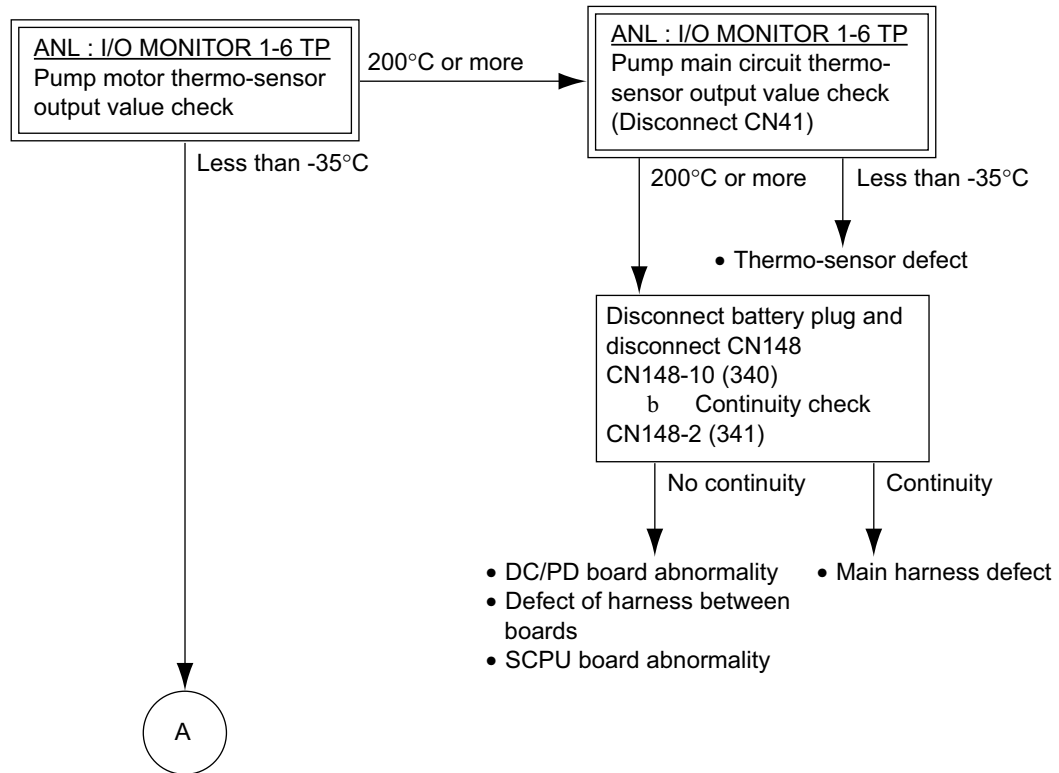 ANL : I/O MONITOR 1-6 TP
Pump motor thermo-sensor
output value check
200°C or more
ANL : I/O MONITOR 1-6 TP
Pump main circuit thermo-
sensor output value check
(Disconnect CN41)
Less than -35°C
200°C or more
Less than -35°C
• Thermo-sensor defect
Disconnect battery plug and
disconnect CN148
CN148-10 (340)
b Continuity check
CN148-2 (341)
No continuity
Continuity
• DC/PD board abnormality
• Defect of harness between
boards
• SCPU board abnormality
• Main harness defect
A